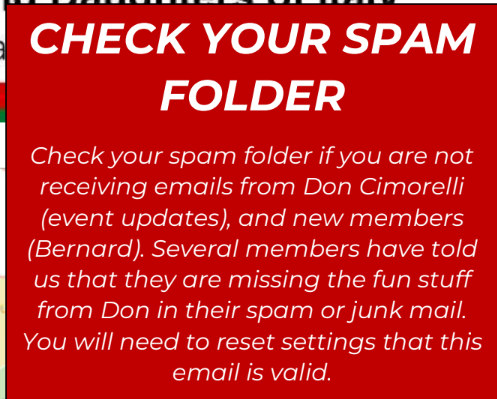 CHECK YOUR SPAM
FOLDER
Check your spam folder if you are not
receiving emails from Don Cimorelli
(event updates), and new members
(Bernard). Several members have told
us that they are missing the fun stuff
from Don in their spam or junk mail.
You will need to reset settings that this
email is valid.